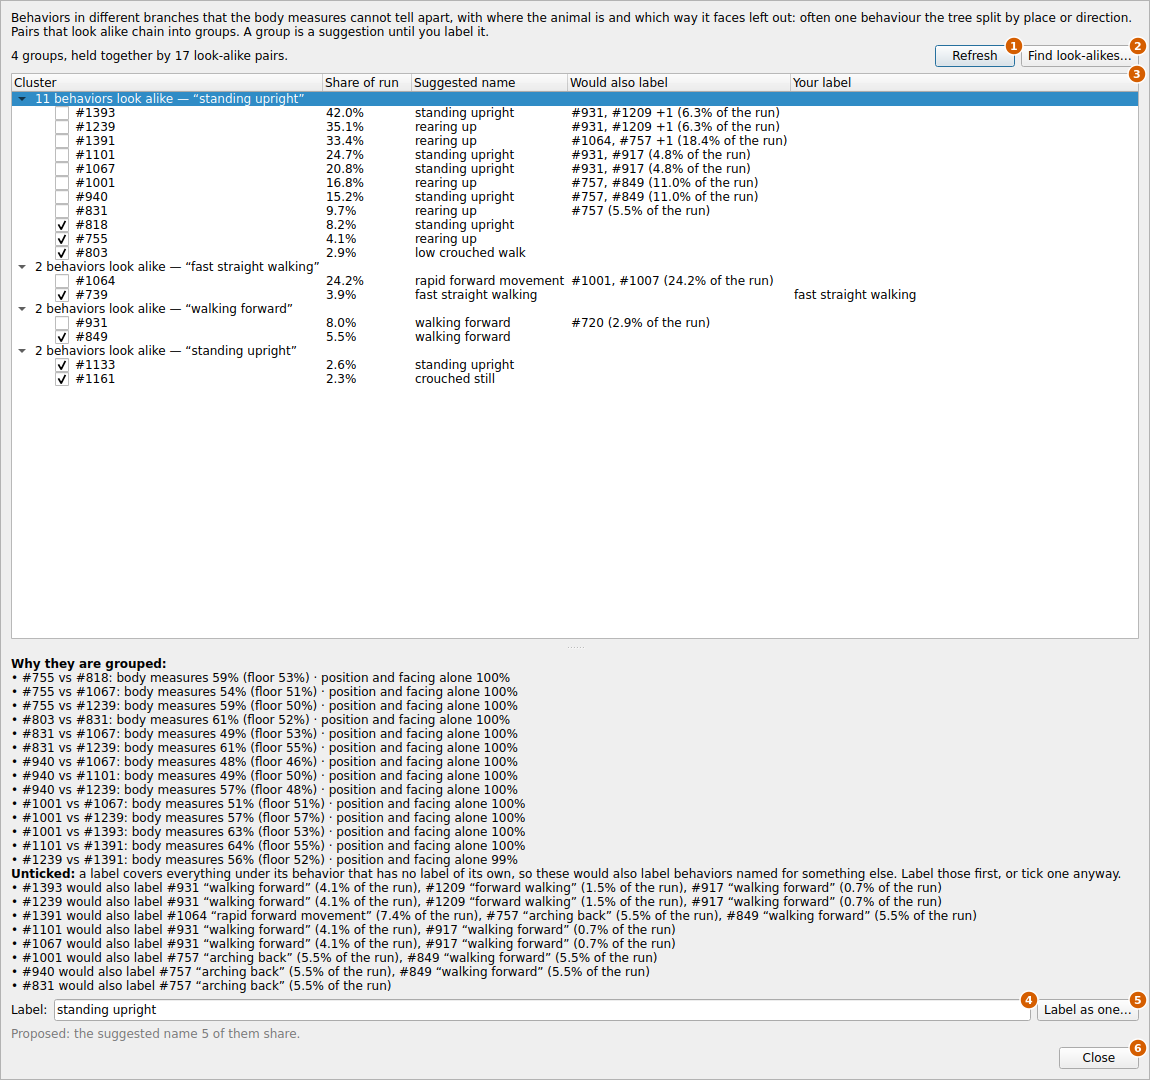 Behaviors in different branches that the body measures cannot tell apart, with where the animal is and which way it faces left out: often one behaviour the tree split by place or direction.
Pairs that look alike chain into groups. A group is a suggestion until you label it.
4 groups, held together by 17 look-alike pairs.
Refresh 1 Find look-alikes... 2
3
Cluster Share of run Suggested name Would also label Your label
11 behaviors look alike — “standing upright”
#1393 42.0% standing upright #931, #1209 +1 (6.3% of the run)
#1239 35.1% rearing up #931, #1209 +1 (6.3% of the run)
#1391 33.4% rearing up #1064, #757 +1 (18.4% of the run)
#1101 24.7% standing upright #931, #917 (4.8% of the run)
#1067 20.8% standing upright #931, #917 (4.8% of the run)
#1001 16.8% rearing up #757, #849 (11.0% of the run)
#940 15.2% standing upright #757, #849 (11.0% of the run)
#831 9.7% rearing up #757 (5.5% of the run)
#818 8.2% standing upright
#755 4.1% rearing up
#803 2.9% low crouched walk
2 behaviors look alike — “fast straight walking”
#1064 24.2% rapid forward movement #1001, #1007 (24.2% of the run)
#739 3.9% fast straight walking fast straight walking
2 behaviors look alike — “walking forward”
#931 8.0% walking forward #720 (2.9% of the run)
#849 5.5% walking forward
2 behaviors look alike — “standing upright”
#1133 2.6% standing upright
#1161 2.3% crouched still
Why they are grouped:
• #755 vs #818: body measures 59% (floor 53%) · position and facing alone 100%
• #755 vs #1067: body measures 54% (floor 51%) · position and facing alone 100%
• #755 vs #1239: body measures 59% (floor 50%) · position and facing alone 100%
• #803 vs #831: body measures 61% (floor 52%) · position and facing alone 100%
• #831 vs #1067: body measures 49% (floor 53%) · position and facing alone 100%
• #831 vs #1239: body measures 61% (floor 55%) · position and facing alone 100%
• #940 vs #1067: body measures 48% (floor 46%) · position and facing alone 100%
• #940 vs #1101: body measures 49% (floor 50%) · position and facing alone 100%
• #940 vs #1239: body measures 57% (floor 48%) · position and facing alone 100%
• #1001 vs #1067: body measures 51% (floor 51%) · position and facing alone 100%
• #1001 vs #1239: body measures 57% (floor 57%) · position and facing alone 100%
• #1001 vs #1393: body measures 63% (floor 53%) · position and facing alone 100%
• #1101 vs #1391: body measures 64% (floor 55%) · position and facing alone 100%
• #1239 vs #1391: body measures 56% (floor 52%) · position and facing alone 99%
Unticked: a label covers everything under its behavior that has no label of its own, so these would also label behaviors named for something else. Label those first, or tick one anyway.
• #1393 would also label #931 “walking forward” (4.1% of the run), #1209 “forward walking” (1.5% of the run), #917 “walking forward” (0.7% of the run)
• #1239 would also label #931 “walking forward” (4.1% of the run), #1209 “forward walking” (1.5% of the run), #917 “walking forward” (0.7% of the run)
• #1391 would also label #1064 “rapid forward movement” (7.4% of the run), #757 “arching back” (5.5% of the run), #849 “walking forward” (5.5% of the run)
• #1101 would also label #931 “walking forward” (4.1% of the run), #917 “walking forward” (0.7% of the run)
• #1067 would also label #931 “walking forward” (4.1% of the run), #917 “walking forward” (0.7% of the run)
• #1001 would also label #757 “arching back” (5.5% of the run), #849 “walking forward” (5.5% of the run)
• #940 would also label #757 “arching back” (5.5% of the run), #849 “walking forward” (5.5% of the run)
• #831 would also label #757 “arching back” (5.5% of the run)
Label: standing upright 4 Label as one... 5
Proposed: the suggested name 5 of them share.
Close 6